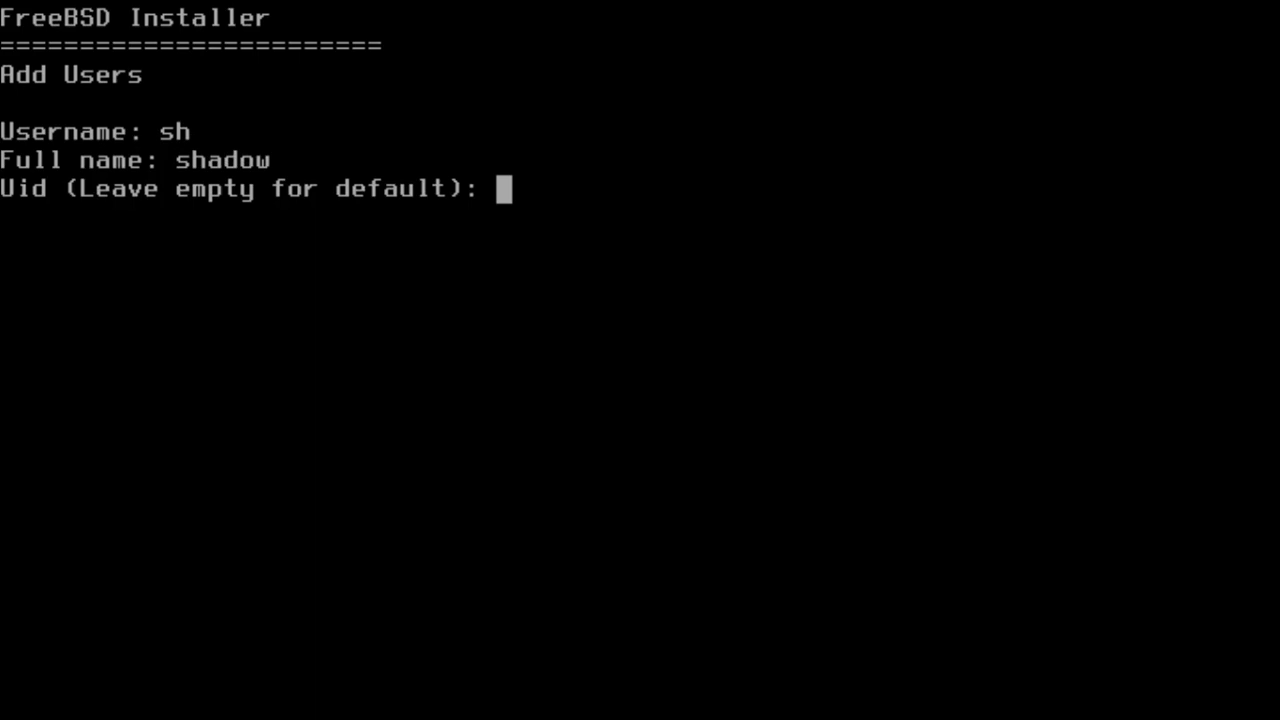 FreeBSD Installer
========================
Add Users
Username: sh
Full name: shadow
Uid (Leave empty for default):